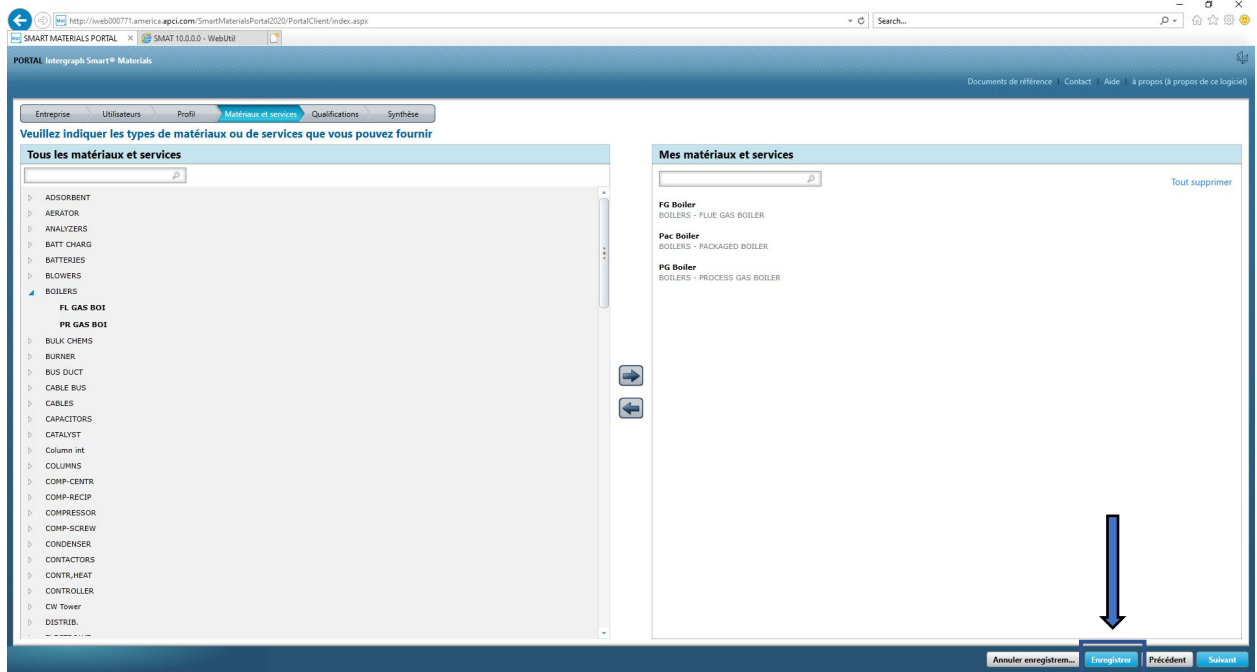 http://iweb000771.america.apci.com/SmartMaterialsPortal2020/PortalClient/index.aspx
Search...
SMART MATERIALS PORTAL
SMAT 10.0.0.0 - WebUtil
PORTAL Intergraph Smart® Materials
Documents de référence | Contact | Aide | à propos (à propos de ce logiciel)
Entreprise Utilisateurs Profil Matériaux et services Qualifications Synthèse
Veuillez indiquer les types de matériaux ou de services que vous pouvez fournir
Tous les matériaux et services
ADSORBENT
AERATOR
ANALYZERS
BATT CHARG
BATTERIES
BLOWERS
BOILERS
FL GAS BOI
PR GAS BOI
BULK CHEMS
BURNER
BUS DUCT
CABLE BUS
CABLES
CAPACITORS
CATALYST
Column int
COLUMNS
COMP-CENTR
COMP-RECIP
COMPRESSOR
COMP-SCREW
CONDENSER
CONTACTORS
CONTR,HEAT
CONTROLLER
CW Tower
DISTRIB.
Mes matériaux et services
Tout supprimer
FG Boiler
BOILERS - FLUE GAS BOILER
Pac Boiler
BOILERS - PACKAGED BOILER
PG Boiler
BOILERS - PROCESS GAS BOILER
Annuler enregistrem... Enregistrer Précédent Suivant